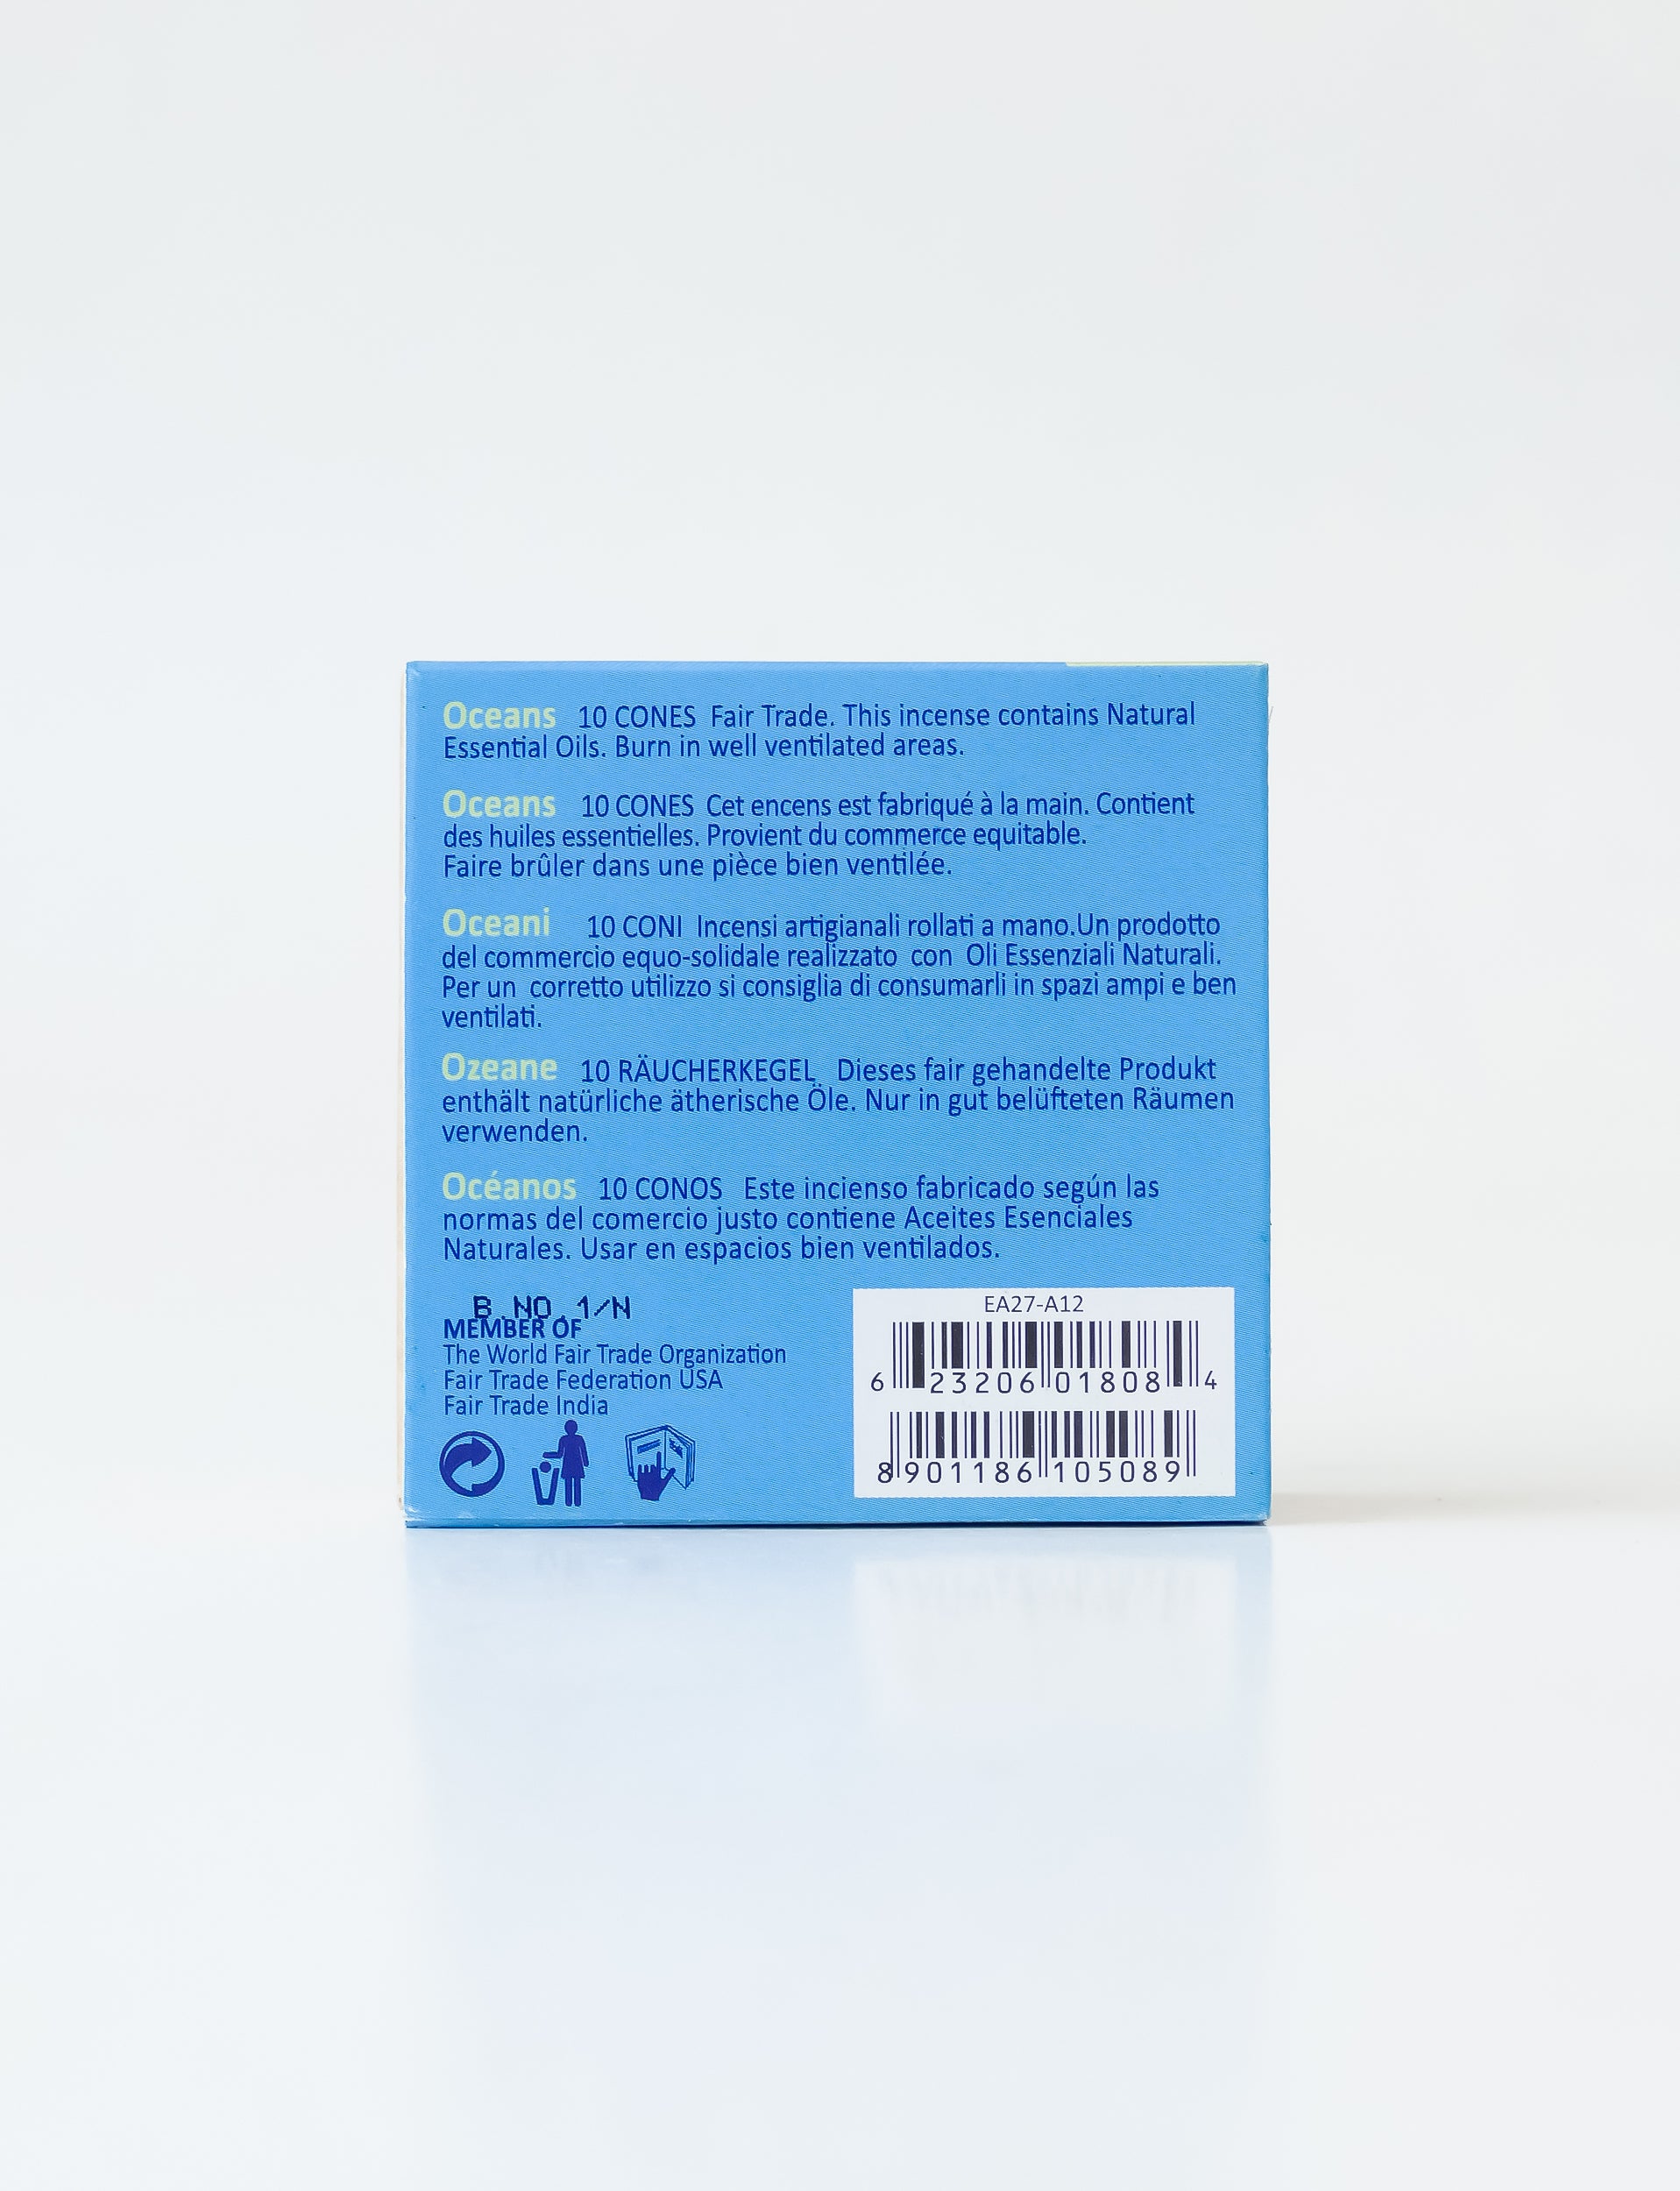 Oceans 10 CONES Fair Trade. This incense contains Natural
Essential Oils. Burn in well ventilated areas.
Oceans 10 CONES Cet encens est fabriqué à la main. Contient
des huiles essentielles. Provient du commerce equitable.
Faire brûler dans une pièce bien ventilée.
Oceani 10 CONI Incensi artigianali rollati a mano.Un prodotto
del commercio equo-solidale realizzato con Oli Essenziali Naturali.
Per un corretto utilizzo si consiglia di consumarli in spazi ampi e ben
ventilati.
Ozeane 10 RÄUCHERKEGEL Dieses fair gehandelte Produkt
enthält natürliche ätherische Öle. Nur in gut belüfteten Räumen
verwenden.
Océanos 10 CONOS Este incienso fabricado según las
normas del comercio justo contiene Aceites Esenciales
Naturales. Usar en espacios bien ventilados.
B.NO.1/N
MEMBER OF
The World Fair Trade Organization
Fair Trade Federation USA
Fair Trade India
EA27-A12
6 23206 01808 4
8 901186 105089